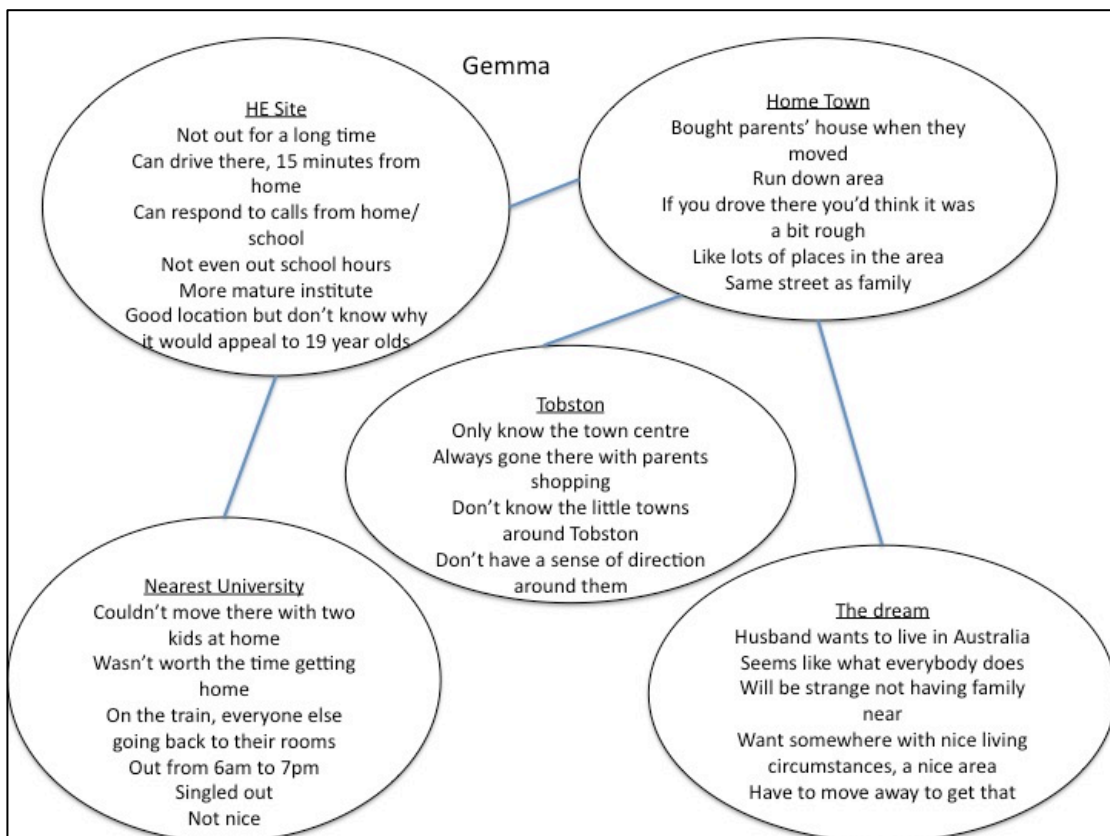 Gemma
HE Site
Not out for a long time
Can drive there, 15 minutes from
home
Can respond to calls from home/
school
Not even out school hours
More mature institute
Good location but don't know why
it would appeal to 19 year olds
Home Town
Bought parents' house when they
moved
Run down area
If you drove there you'd think it was
a bit rough
Like lots of places in the area
Same street as family
Tobston
Only know the town centre
Always gone there with parents
shopping
Don't know the little towns
around Tobston
Don't have a sense of direction
around them
Nearest University
Couldn't move there with two
kids at home
Wasn't worth the time getting
home
On the train, everyone else
going back to their rooms
Out from 6am to 7pm
Singled out
Not nice
The dream
Husband wants to live in Australia
Seems like what everybody does
Will be strange not having family
near
Want somewhere with nice living
circumstances, a nice area
Have to move away to get that